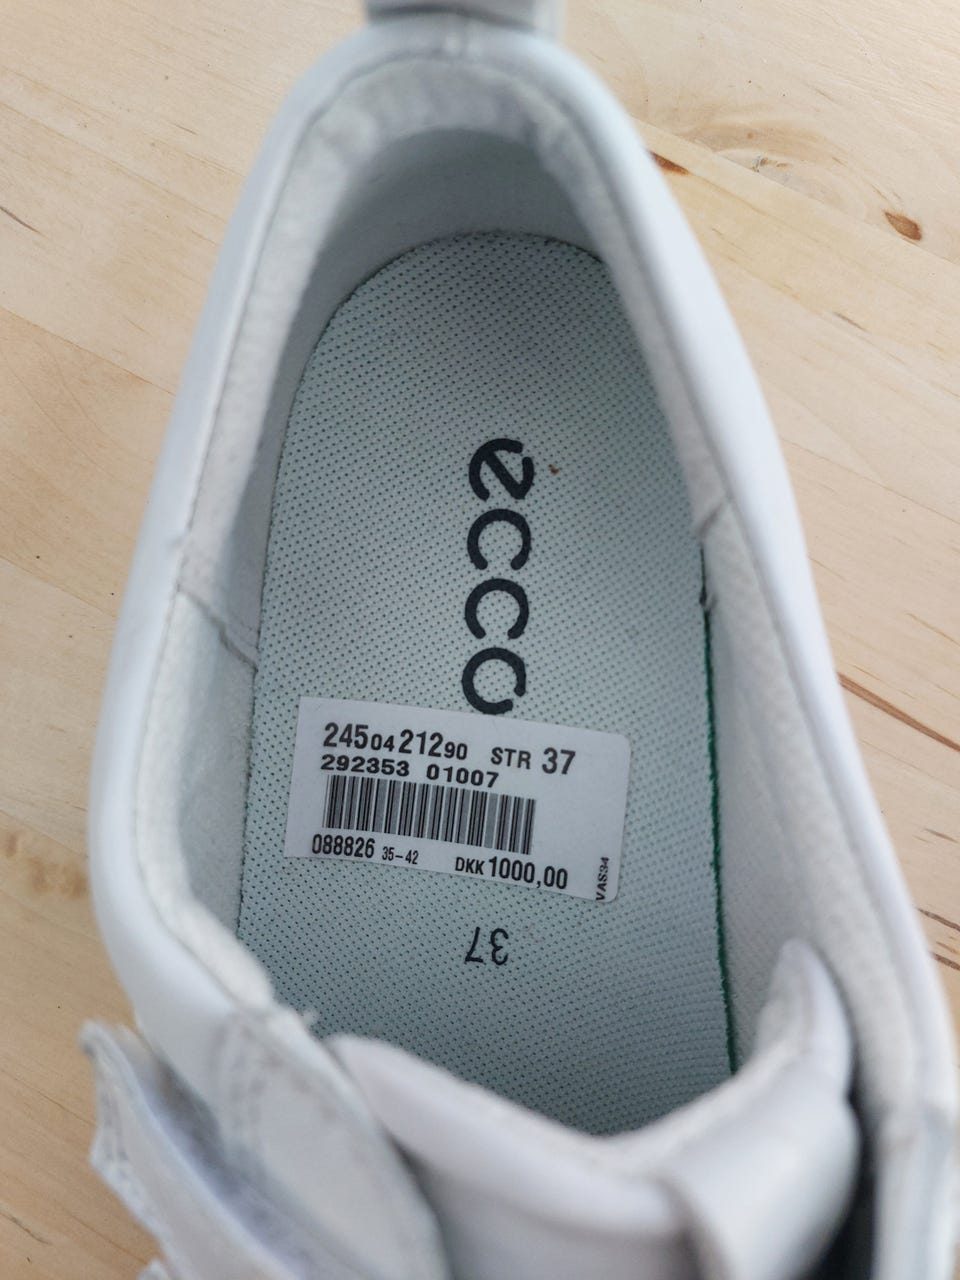 ecco
245 04 212 90 STR 37
292353 01007
088826 35-42 DKK 1000,00
VAS34
37